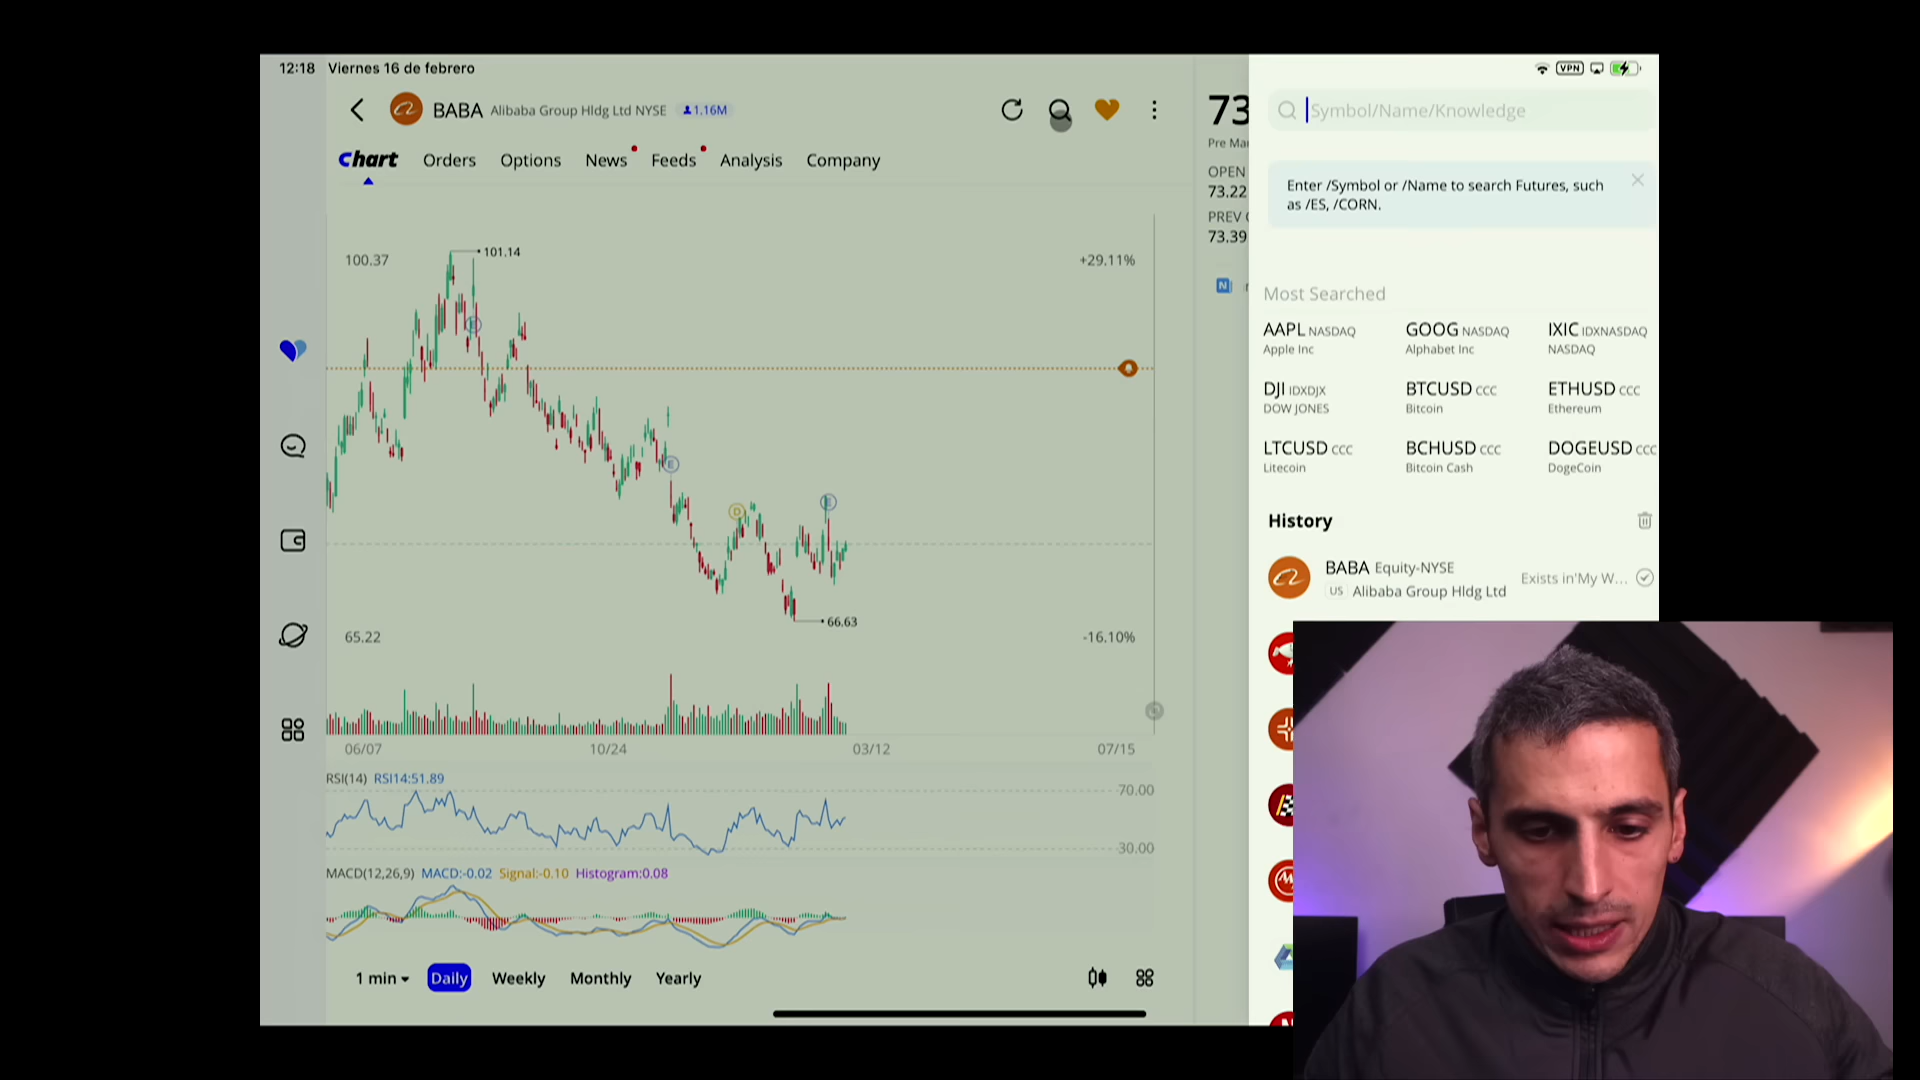 12:18 Viernes 16 de febrero
VPN
BABA Alibaba Group Hldg Ltd NYSE 1.16M
Chart Orders Options News Feeds Analysis Company
100.37
101.14
+29.11%
E
E
D
E
66.63
65.22
-16.10%
06/07 10/24 03/12 07/15
RSI(14) RSI14:51.89
70.00
30.00
MACD(12,26,9) MACD:-0.02 Signal:-0.10 Histogram:0.08
1 min Daily Weekly Monthly Yearly
73
Pre Ma
OPEN
73.22
PREV
73.39
N
Symbol/Name/Knowledge
Enter /Symbol or /Name to search Futures, such
as /ES, /CORN.
Most Searched
AAPL NASDAQ GOOG NASDAQ IXIC IDXNASDAQ
Apple Inc Alphabet Inc NASDAQ
DJI IDXDJX BTCUSD CCC ETHUSD CCC
DOW JONES Bitcoin Ethereum
LTCUSD CCC BCHUSD CCC DOGEUSD CCC
Litecoin Bitcoin Cash DogeCoin
History
BABA Equity-NYSE
US Alibaba Group Hldg Ltd
Exists in'My W...